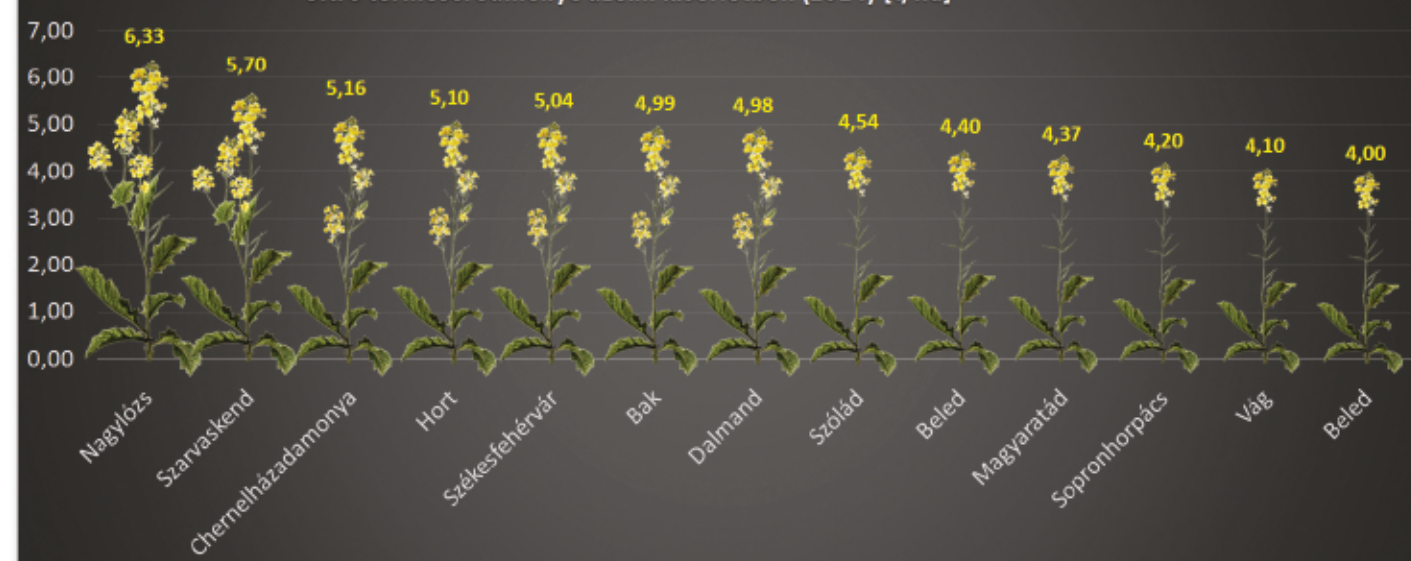 7,00
6,00
5,00
4,00
3,00
2,00
1,00
0,00
6,33
5,70
5,16
5,10
5,04
4,99
4,98
4,54
4,40
4,37
4,20
4,10
4,00
Nagylózs
Szarvaskend
Chernelházadamonya
Hort
Székesfehérvár
Bak
Dalmand
Szólád
Beled
Magyaratád
Sopronhorpács
Vág
Beled